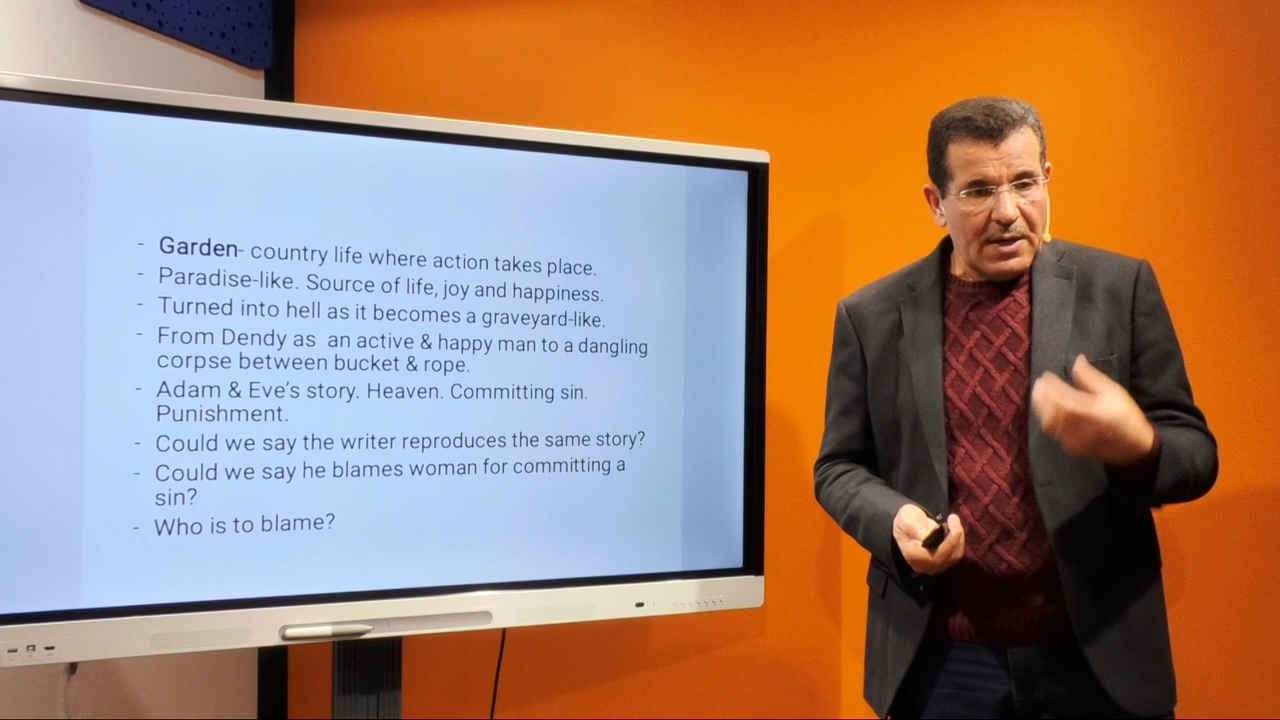 - Garden- country life where action takes place.
- Paradise-like. Source of life, joy and happiness.
- Turned into hell as it becomes a graveyard-like.
- From Dendy as an active & happy man to a dangling
corpse between bucket & rope.
- Adam & Eve's story. Heaven. Committing sin.
Punishment.
- Could we say the writer reproduces the same story?
- Could we say he blames woman for committing a
sin?
- Who is to blame?